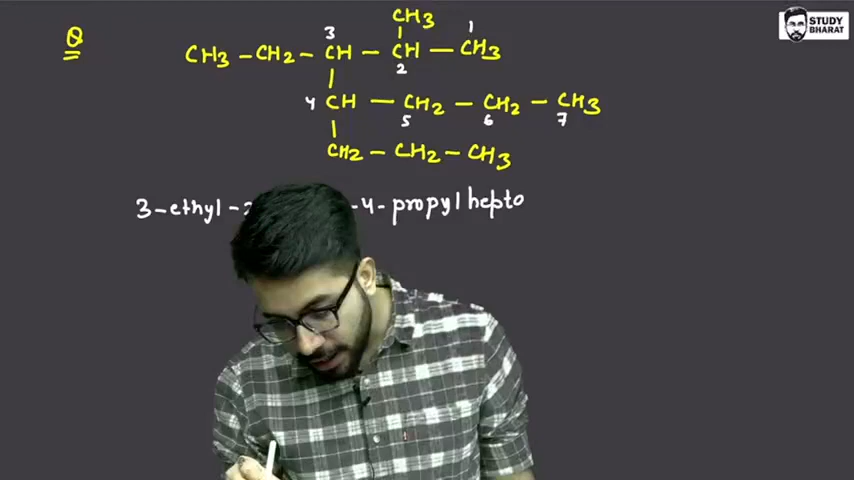 Q
CH3
3 1
CH3 – CH2 – CH – CH – CH3
2
4 CH – CH2 – CH2 – CH3
5 6 7
CH2 – CH2 – CH3
3-ethyl-2 -4-propyl hepta
STUDY
BHARAT